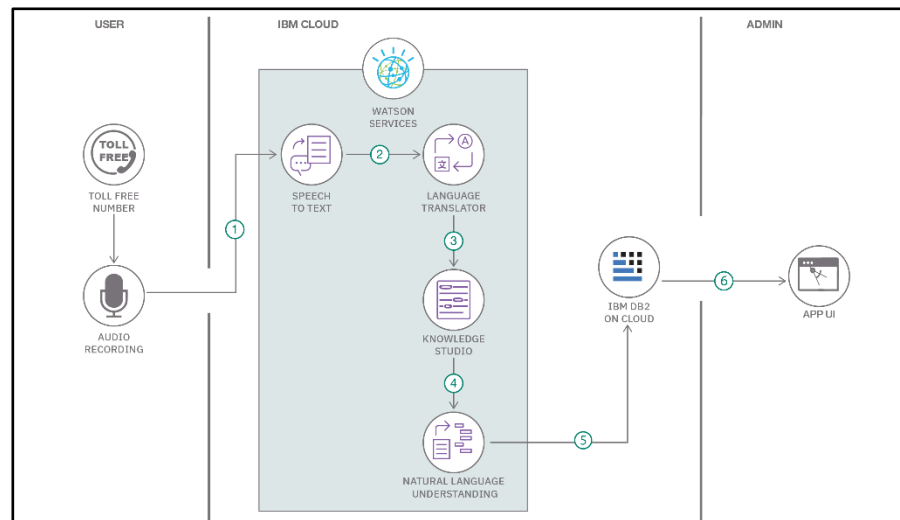 USER
IBM CLOUD
ADMIN
WATSON
SERVICES
TOLL
FREE
TOLL FREE
NUMBER
1
AUDIO
RECORDING
SPEECH
TO TEXT
2
A
文
LANGUAGE
TRANSLATOR
3
KNOWLEDGE
STUDIO
4
NATURAL LANGUAGE
UNDERSTANDING
5
IBM DB2
ON CLOUD
6
APP UI